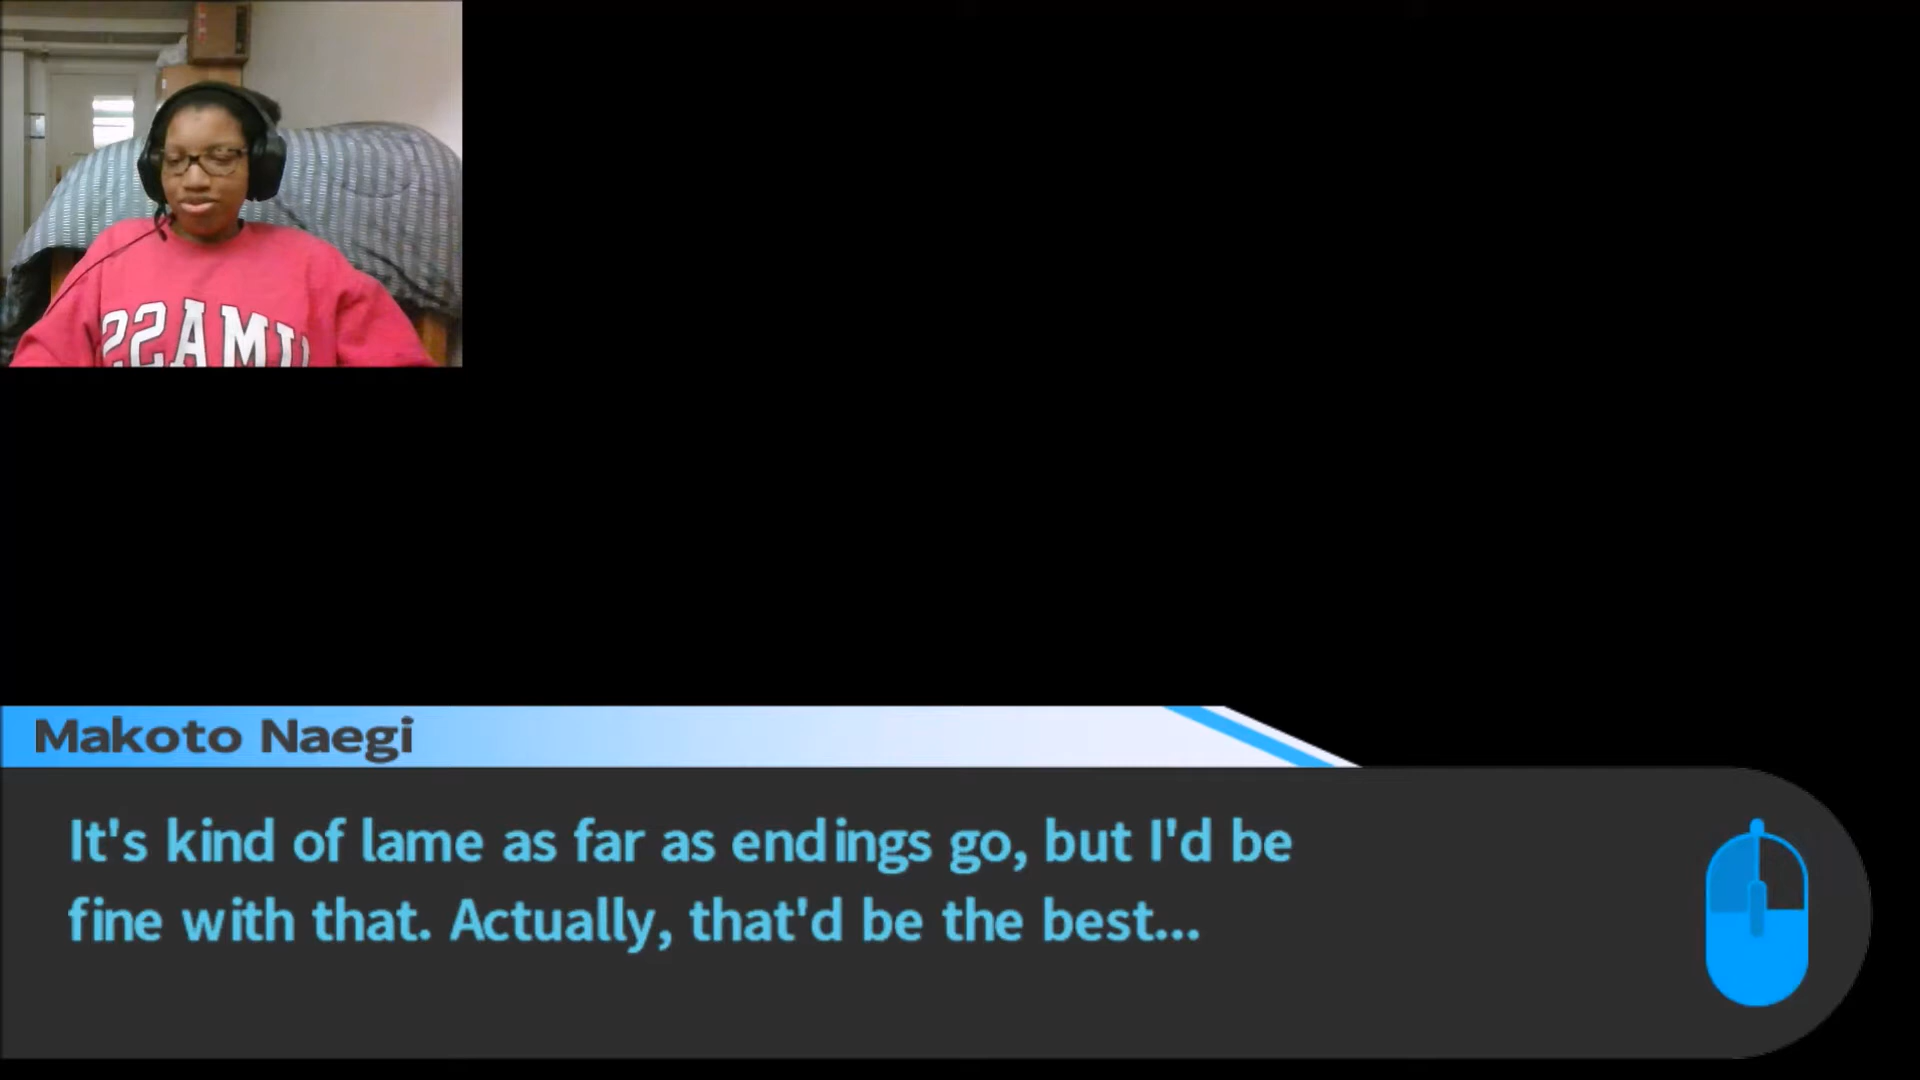 UMASS
Makoto Naegi
It's kind of lame as far as endings go, but I'd be
fine with that. Actually, that'd be the best...